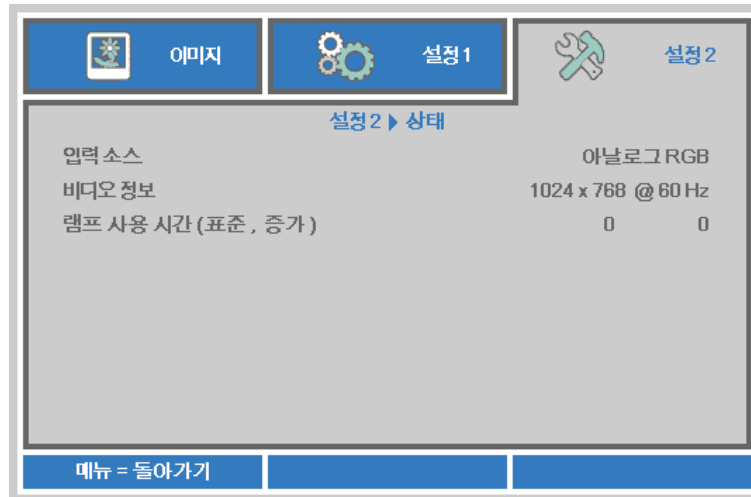 이미지
설정 1
설정 2
설정 2 ▶ 상태
입력 소스 아날로그 RGB
비디오 정보 1024 x 768 @ 60 Hz
램프 사용 시간 (표준 , 증가 ) 0 0
메뉴 = 돌아가기